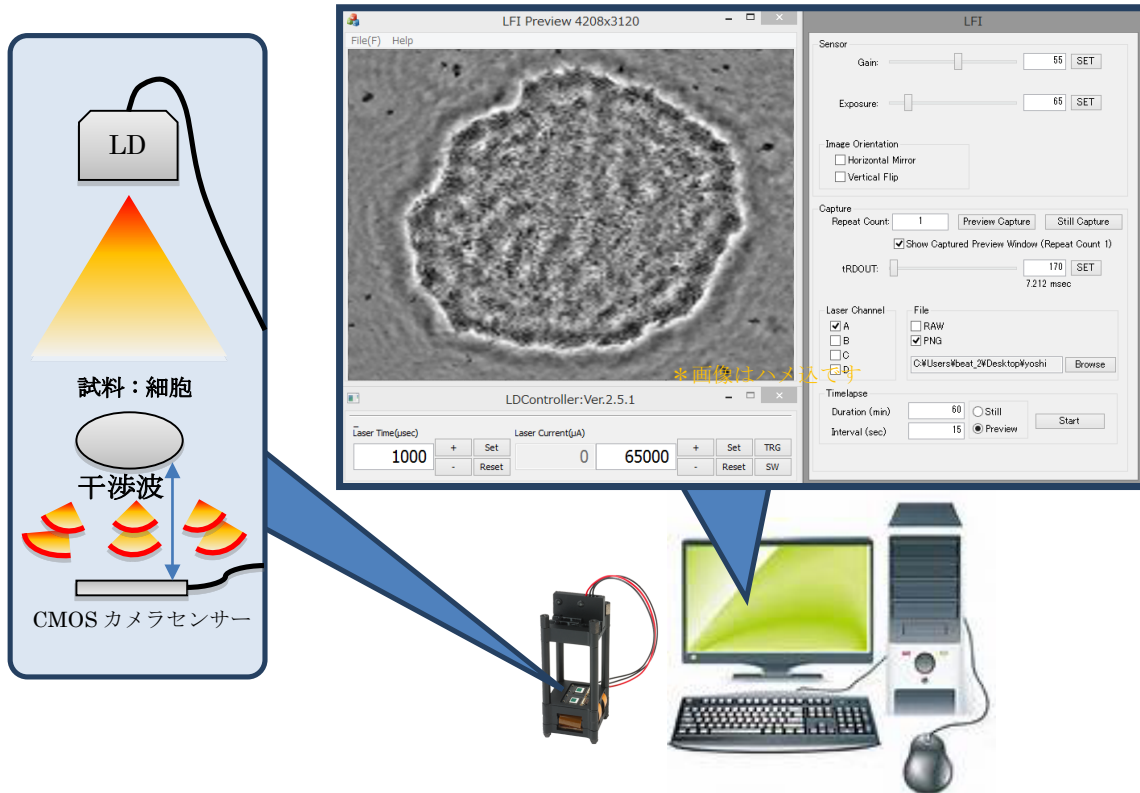 LD
試料：細胞
干渉波
CMOS カメラセンサー
LFI Preview 4208x3120
File(F) Help
＊画像はハメ込です
LDController:Ver.2.5.1
Laser Time(μsec)
1000
+
-
Set
Reset
Laser Current(μA)
0
65000
+
-
Set
Reset
TRG
SW
LFI
Sensor
Gain: 55 SET
Exposure: 65 SET
Image Orientation
Horizontal Mirror
Vertical Flip
Capture
Repeat Count: 1 Preview Capture Still Capture
Show Captured Preview Window (Repeat Count 1)
tRDOUT: 170 SET
7.212 msec
Laser Channel
A
B
C
D
File
RAW
PNG
C:¥Users¥beat_2¥Desktop¥yoshi Browse
Timelapse
Duration (min) 60 Still
Interval (sec) 15 Preview
Start